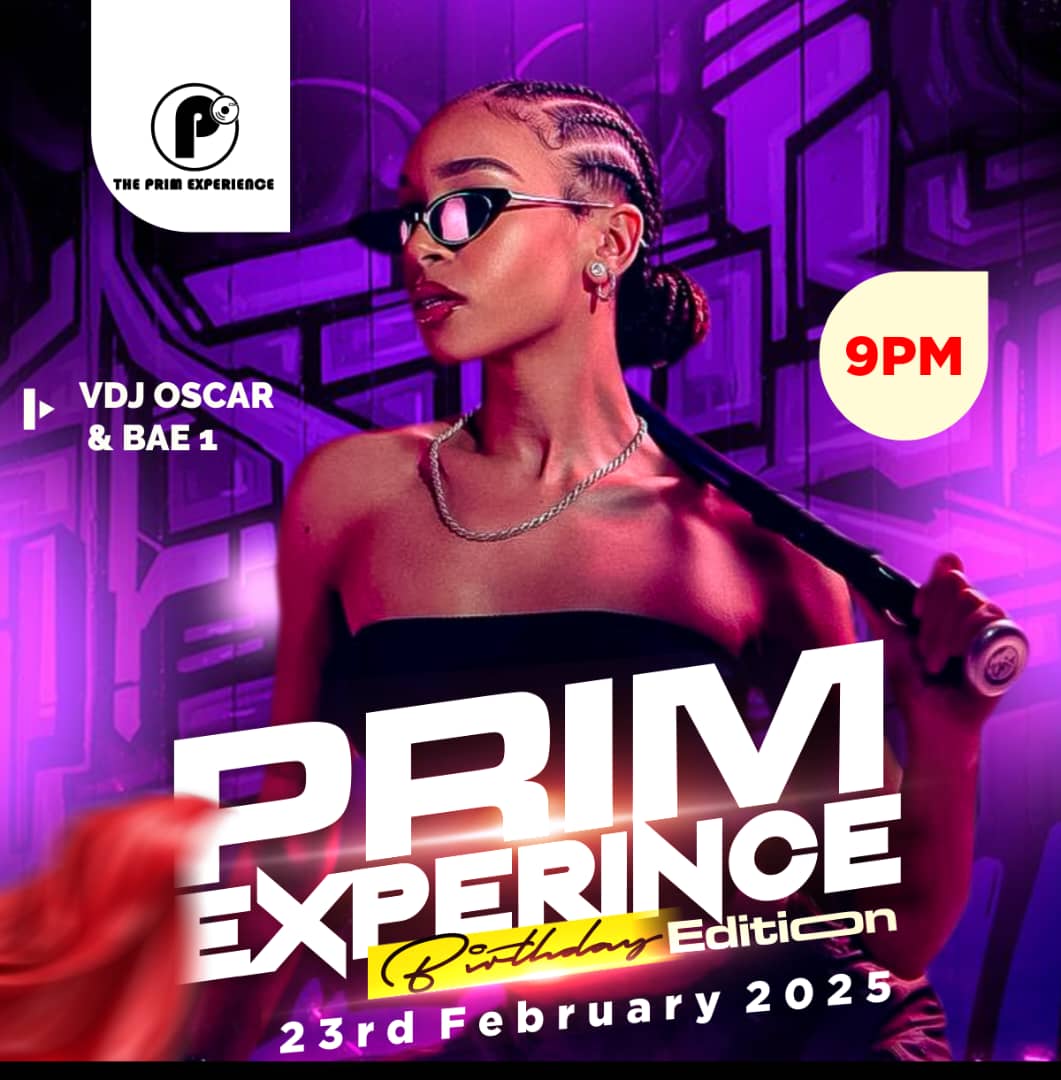 P
THE PRIM EXPERIENCE
9PM
VDJ OSCAR
& BAE 1
PRIM
EXPERINCE
Birthday Edition
23rd February 2025